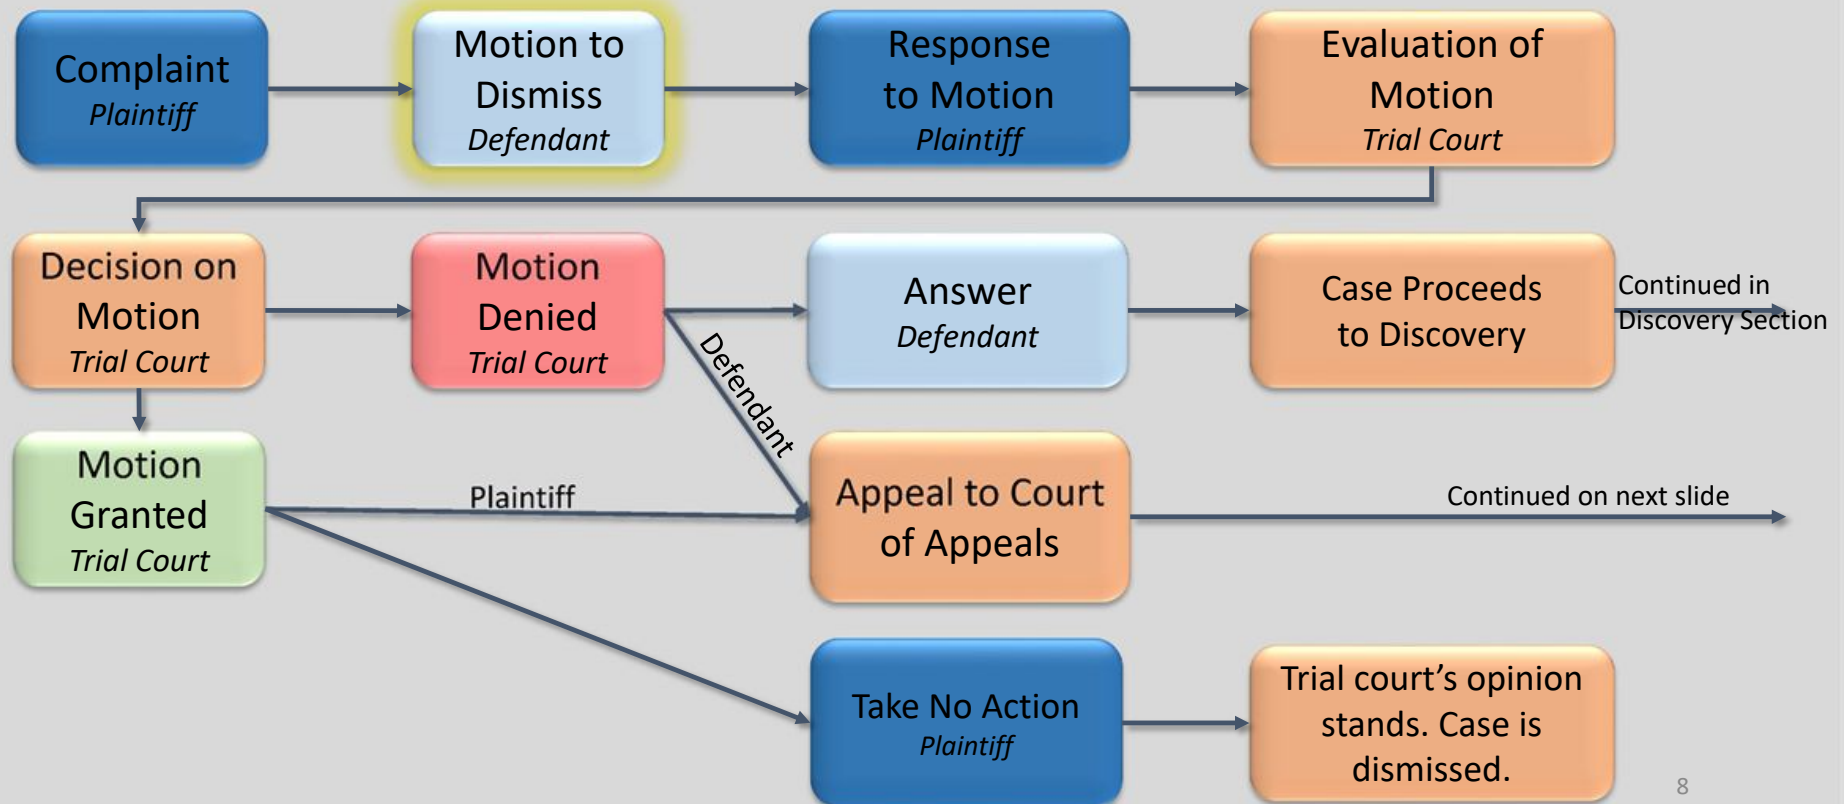 Complaint
Plaintiff
Motion to
Dismiss
Defendant
Response
to Motion
Plaintiff
Evaluation of
Motion
Trial Court
Decision on
Motion
Trial Court
Motion
Denied
Trial Court
Defendant
Answer
Defendant
Case Proceeds
to Discovery
Continued in
Discovery Section
Motion
Granted
Trial Court
Plaintiff
Appeal to Court
of Appeals
Continued on next slide
Take No Action
Plaintiff
Trial court’s opinion
stands. Case is
dismissed.
8